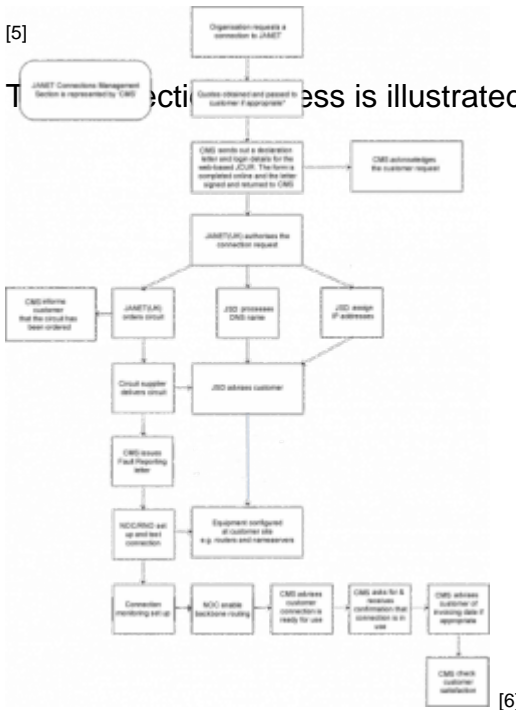 [5]
Organisation requests a
connection to JANET
JANET Connections Management
Section is represented by 'CMS'
ess is illustrated
Quotes obtained and passed to
customer if appropriate*
CMS sends out a declaration
letter and login details for the
web-based JCUR. The form is
completed online and the letter
signed and returned to CMS
CMS acknowledges
the customer request
JANET(UK) authorises the
connection request
CMS informs
customer
that the circuit has
been ordered
JANET(UK)
orders circuit
JSD processes
DNS name
JSD assign
IP addresses
Circuit supplier
delivers circuit
JSD advises customer
CMS issues
Fault Reporting
letter
NOC/RNO set
up and test
connection
Equipment configured
at customer site
e.g. routers and nameservers
Connection
monitoring set up
NOC enable
backbone routing
CMS advises
customer
connection is
ready for use
CMS asks for &
receives
confirmation that
connection is in
use
CMS advises
customer of
invoicing date if
appropriate
CMS check
customer
satisfaction
[6]